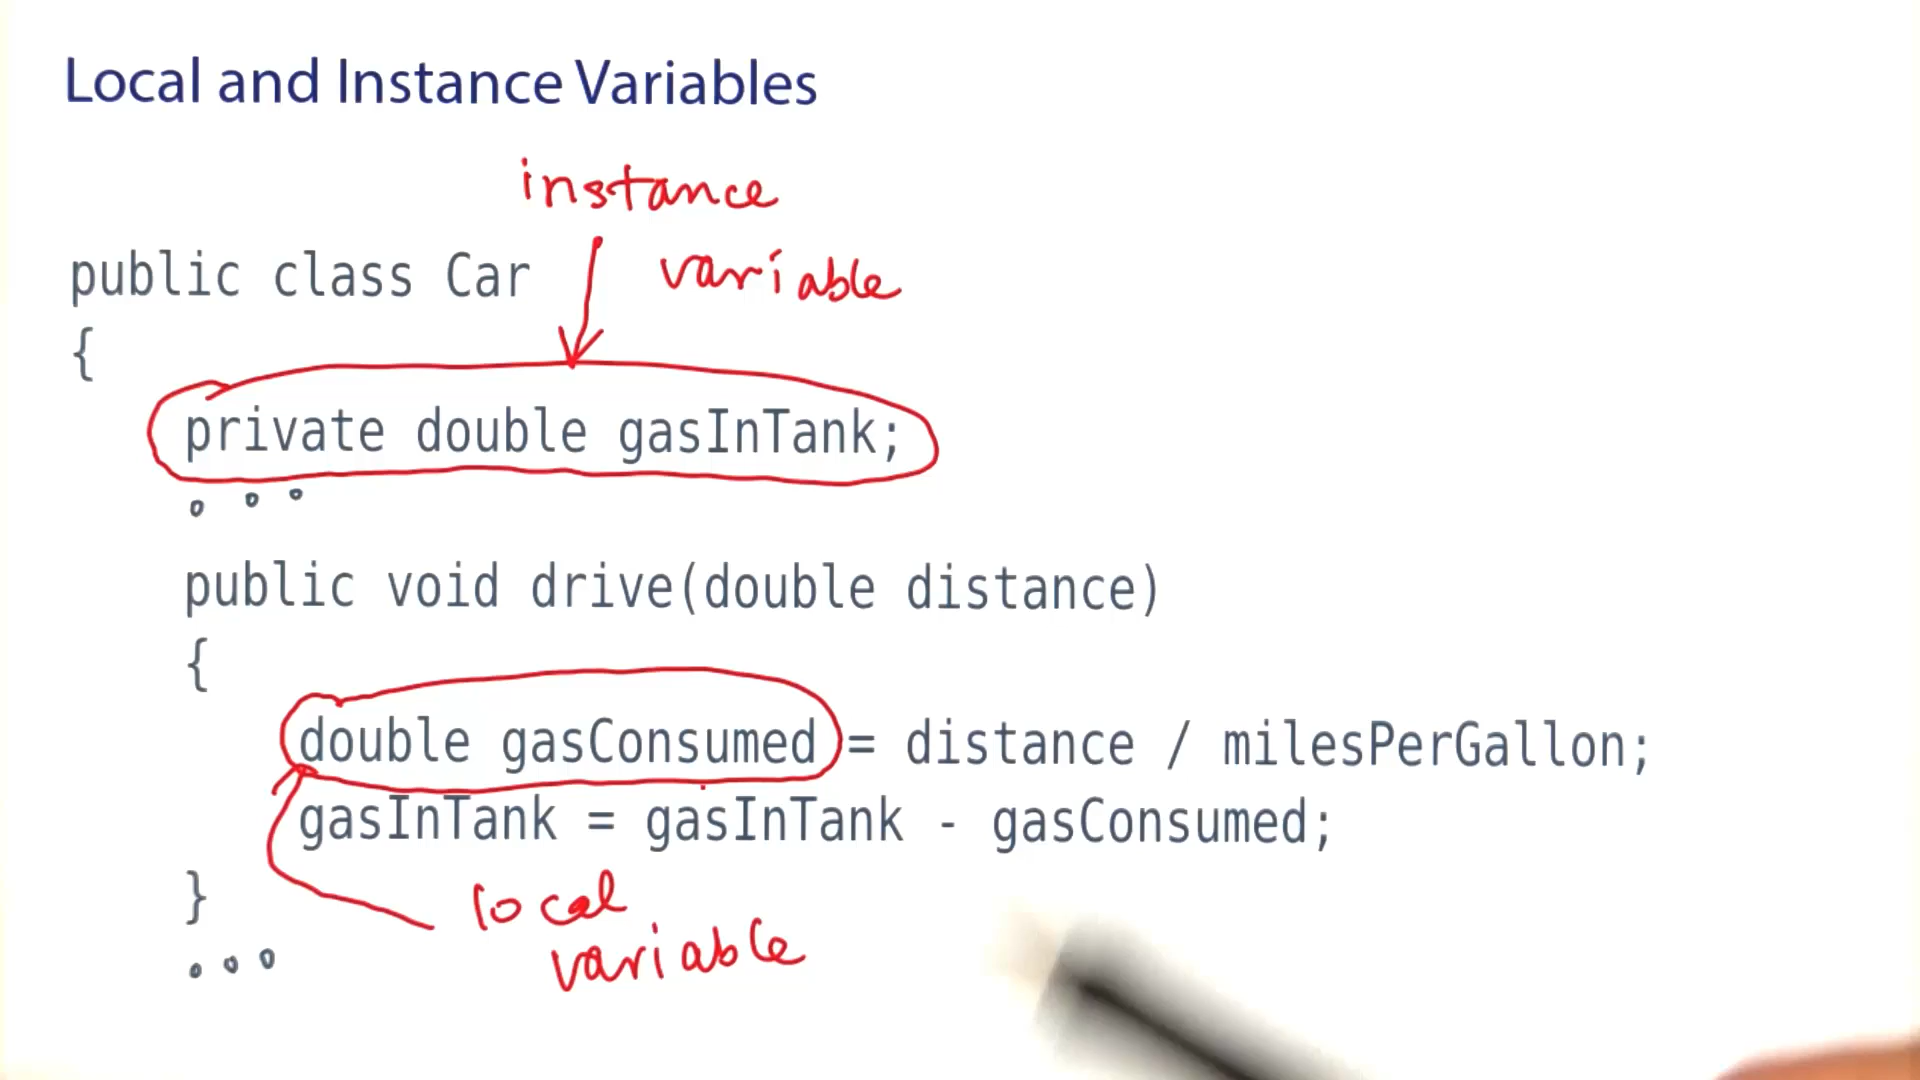 Local and Instance Variables
instance
variable
public class Car
{
private double gasInTank;
...
public void drive(double distance)
{
double gasConsumed = distance / milesPerGallon;
gasInTank = gasInTank - gasConsumed;
}
local
variable
...